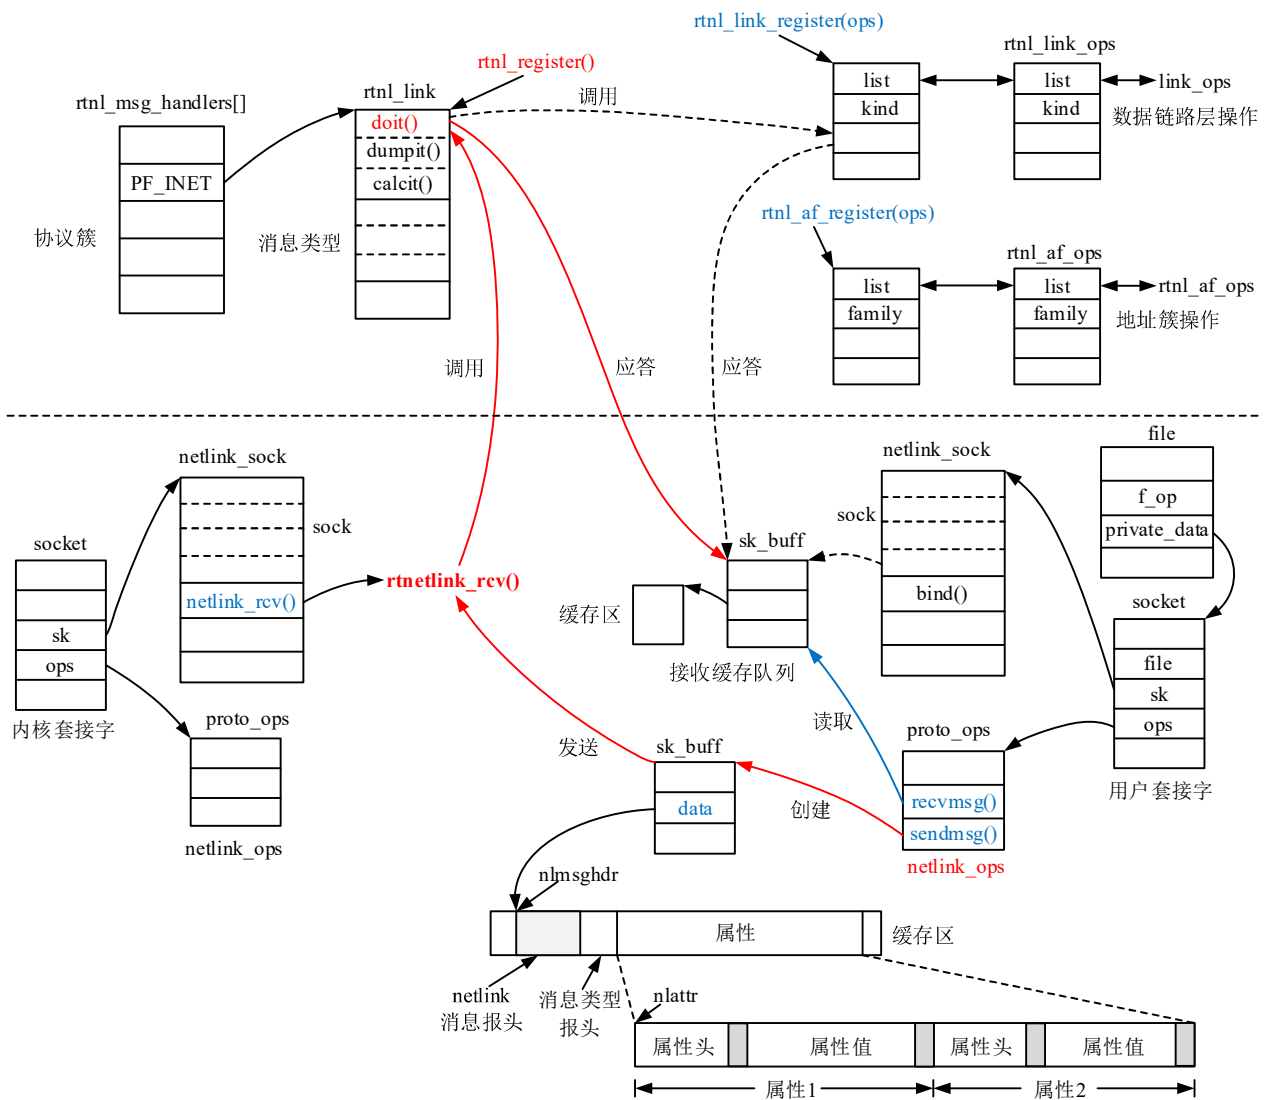 rtnl_link_register(ops)
rtnl_link_ops
rtnl_register()
rtnl_link
调用
list
list
link_ops
rtnl_msg_handlers[]
kind
kind
数据链路层操作
doit()
dumpit()
PF_INET
calcit()
rtnl_af_register(ops)
协议簇
消息类型
rtnl_af_ops
list
list
rtnl_af_ops
family
family
地址簇操作
调用
应答
应答
file
netlink_sock
netlink_sock
f_op
sock
sock
private_data
socket
sk_buff
rtnetlink_rcv()
netlink_rcv()
bind()
socket
缓存区
sk
file
ops
接收缓存队列
sk
内核套接字
proto_ops
读取
ops
发送
sk_buff
proto_ops
用户套接字
data
创建
recvmsg()
sendmsg()
netlink_ops
netlink_ops
nlmsghdr
属性
缓存区
netlink
消息报头
消息类型
报头
nlattr
属性头
属性值
属性头
属性值
属性1
属性2